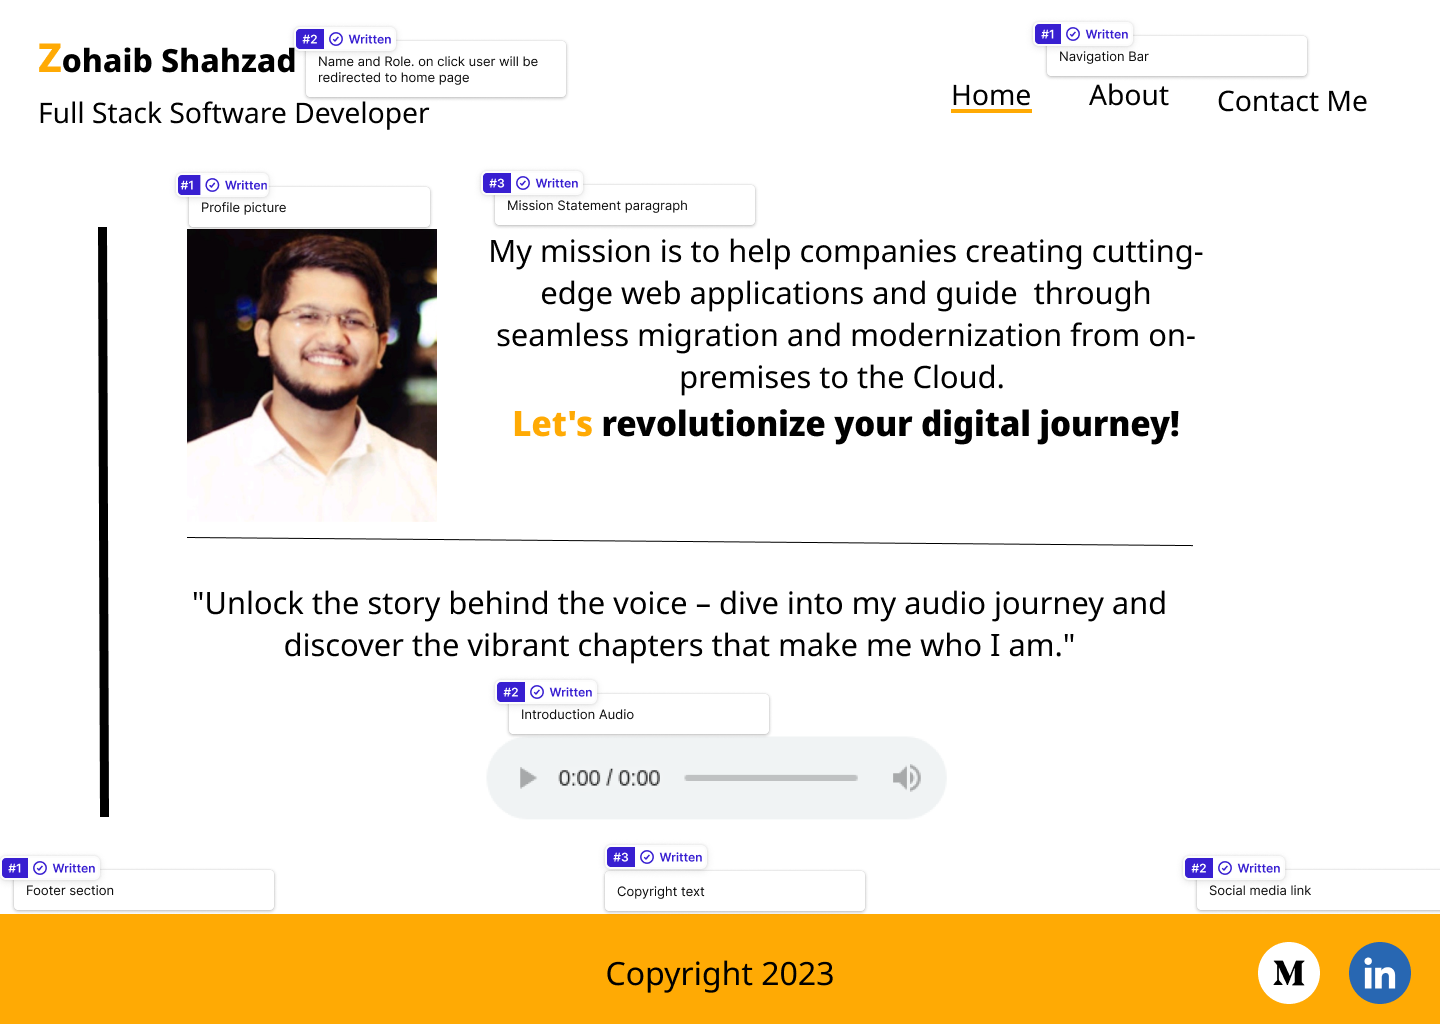 #2 Written
Name and Role. on click user will be
redirected to home page
#1 Written
Navigation Bar
Zohaib Shahzad
Full Stack Software Developer
Home About Contact Me
#1 Written
Profile picture
#3 Written
Mission Statement paragraph
My mission is to help companies creating cutting-
edge web applications and guide  through
seamless migration and modernization from on-
premises to the Cloud.
Let's revolutionize your digital journey!
"Unlock the story behind the voice – dive into my audio journey and
discover the vibrant chapters that make me who I am."
#2 Written
Introduction Audio
0:00 / 0:00
#1 Written
Footer section
#3 Written
Copyright text
#2 Written
Social media link
Copyright 2023
M
in